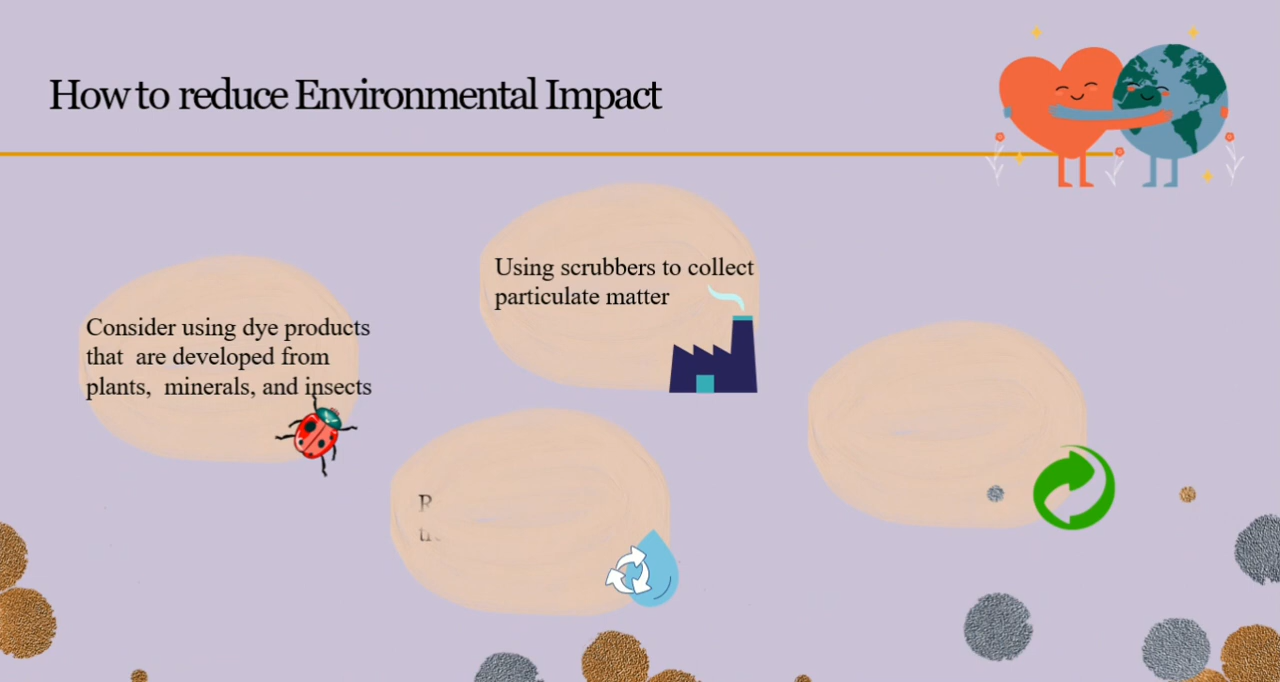 How to reduce Environmental Impact
Using scrubbers to collect
particulate matter
Consider using dye products
that are developed from
plants, minerals, and insects